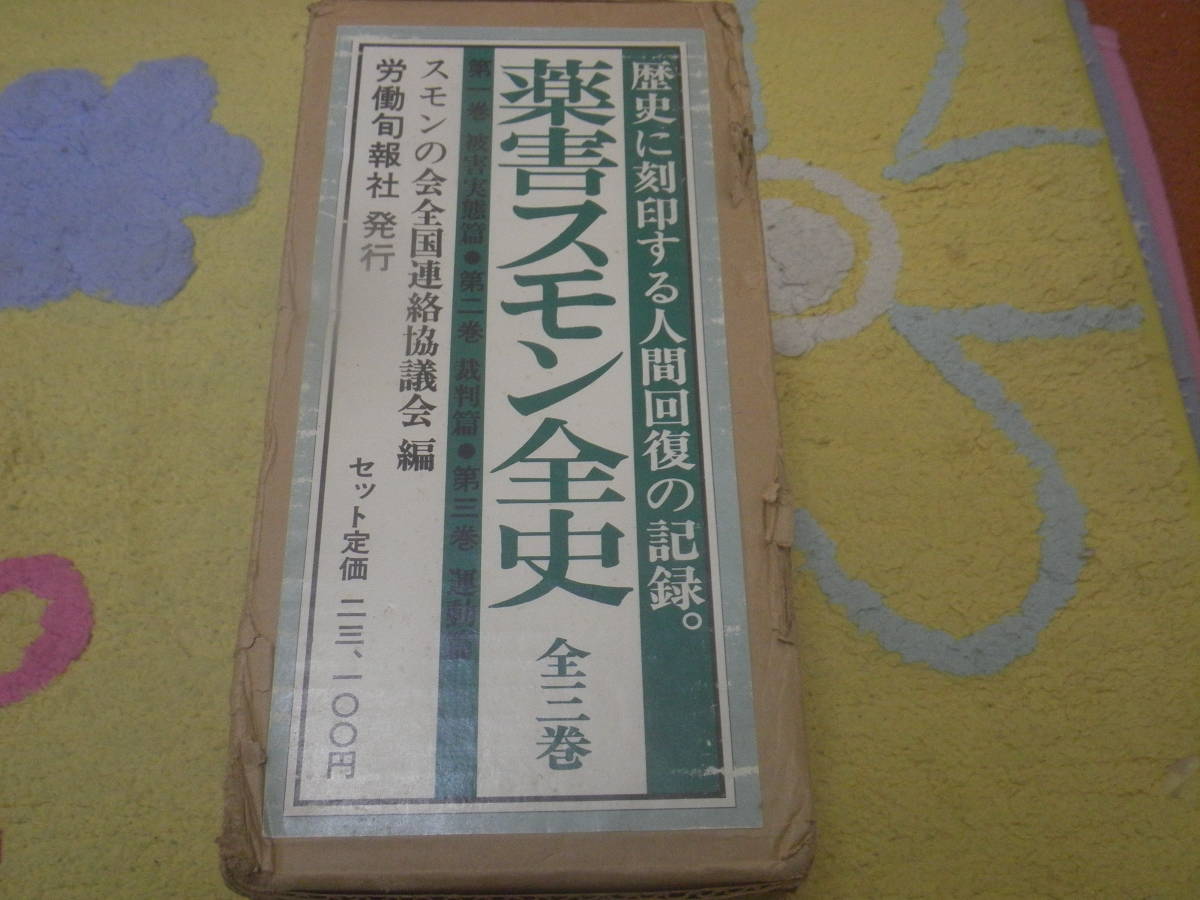 歴史に刻印する人間回復の記録。
薬害スモン全史 全三巻
第一巻 被害実態篇●第二巻 裁判篇●第三巻 運動篇
スモンの会全国連絡協議会 編
労働旬報社 発行
セット定価 二三、一〇〇円